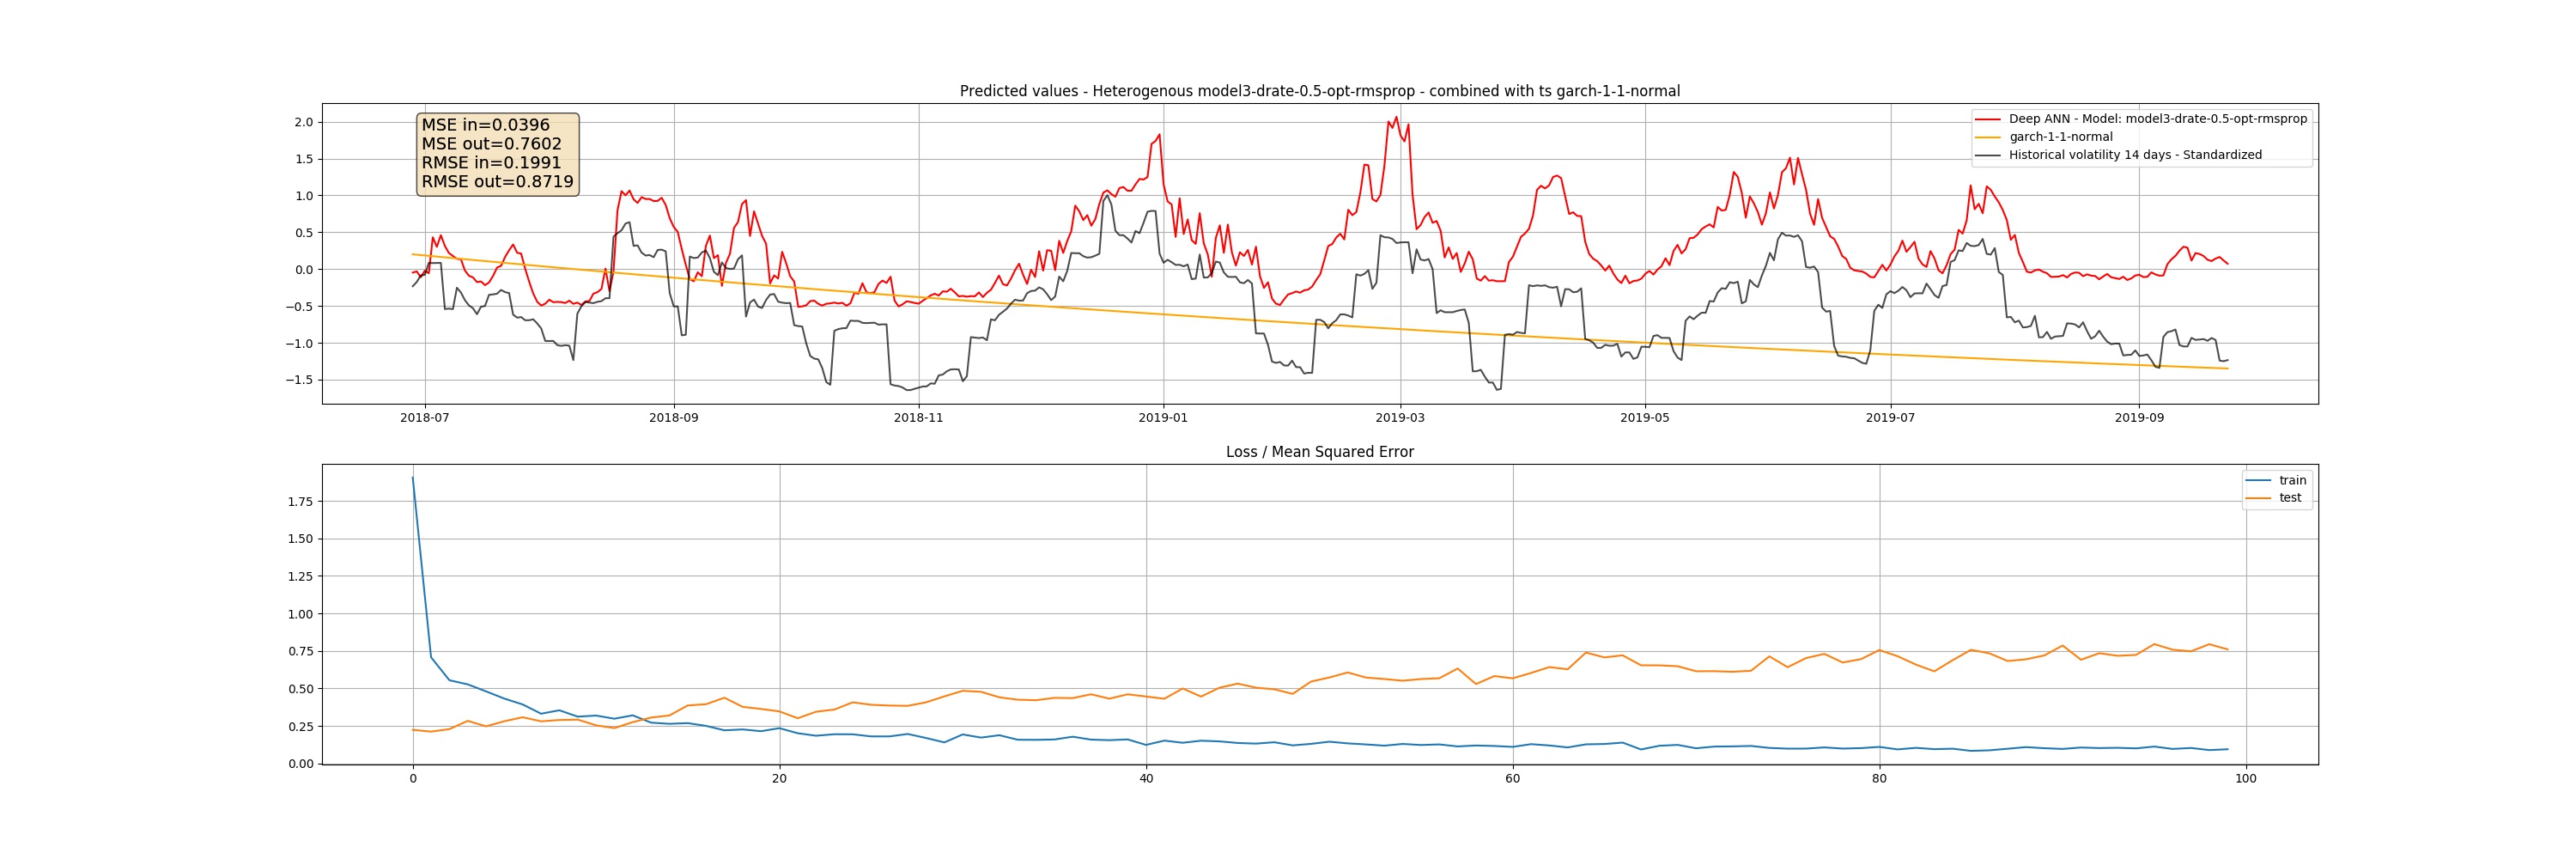 Predicted values - Heterogenous model3-drate-0.5-opt-rmsprop - combined with ts garch-1-1-normal
MSE in=0.0396
MSE out=0.7602
RMSE in=0.1991
RMSE out=0.8719
Deep ANN - Model: model3-drate-0.5-opt-rmsprop
garch-1-1-normal
Historical volatility 14 days - Standardized
2.0
1.5
1.0
0.5
0.0
−0.5
−1.0
−1.5
2018-07 2018-09 2018-11 2019-01 2019-03 2019-05 2019-07 2019-09
Loss / Mean Squared Error
train
test
1.75
1.50
1.25
1.00
0.75
0.50
0.25
0.00
0 20 40 60 80 100